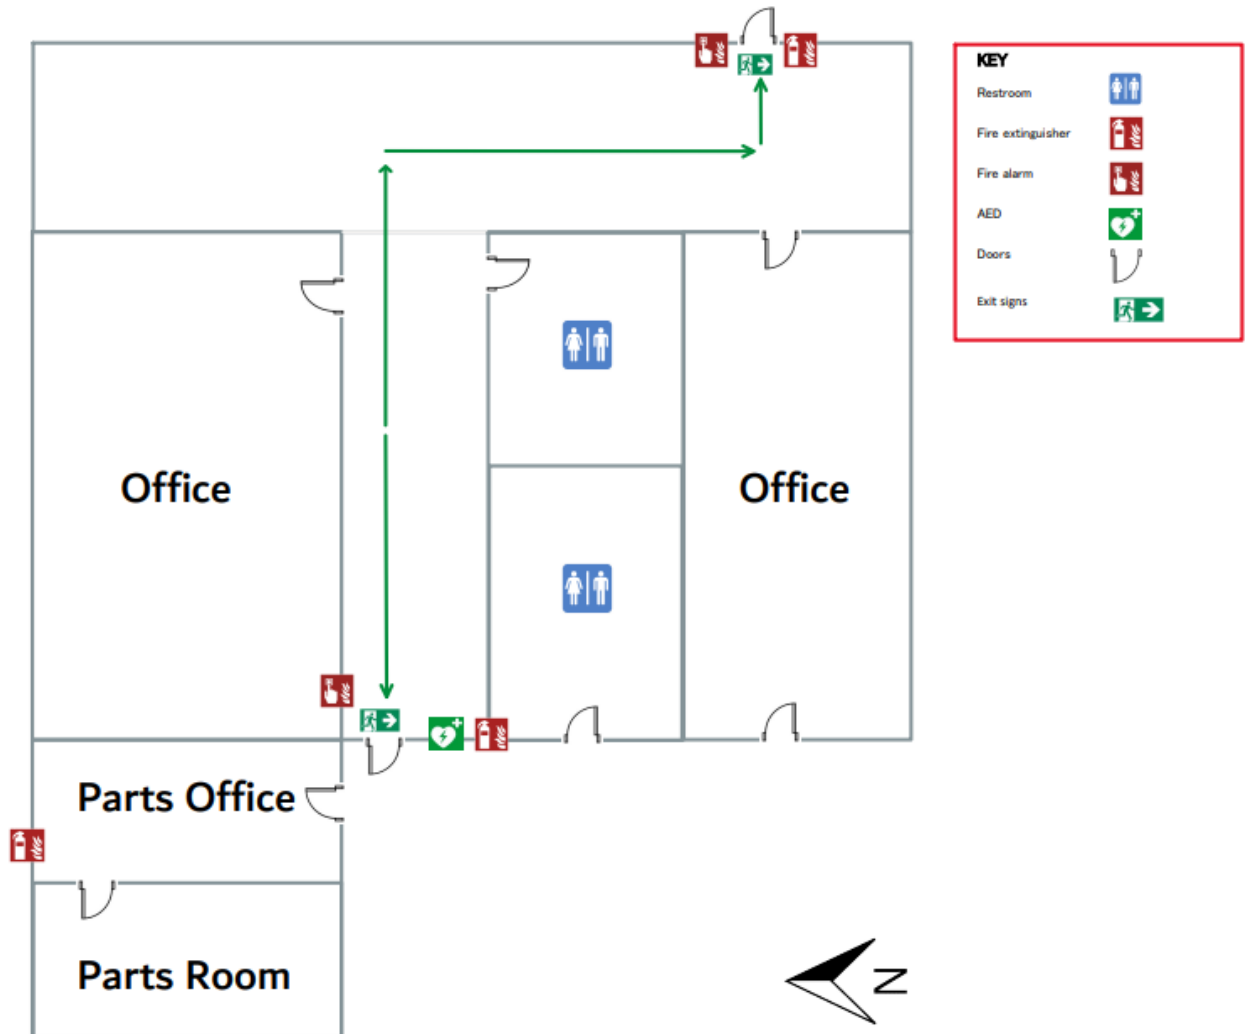 KEY
Restroom
Fire extinguisher
Fire alarm
AED
Doors
Exit signs
Office
Office
Parts Office
Parts Room
N